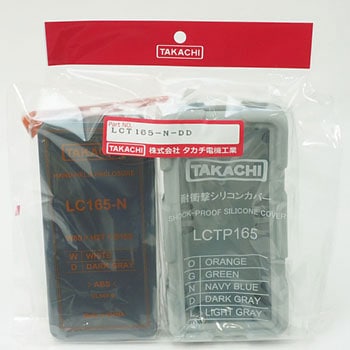 TAKACHI
Part NO.
LCT165-N-DD
TAKACHI 株式会社 タカチ電機工業
TAKACHI
LC165-N
W WHITE
D DARK GRAY
ABS
TAKACHI
TAKACHI
耐衝撃シリコンカバー
SHOCK-PROOF SILICONE COVER
LCTP165
O ORANGE
G GREEN
N NAVY BLUE
D DARK GRAY
L LIGHT GRAY